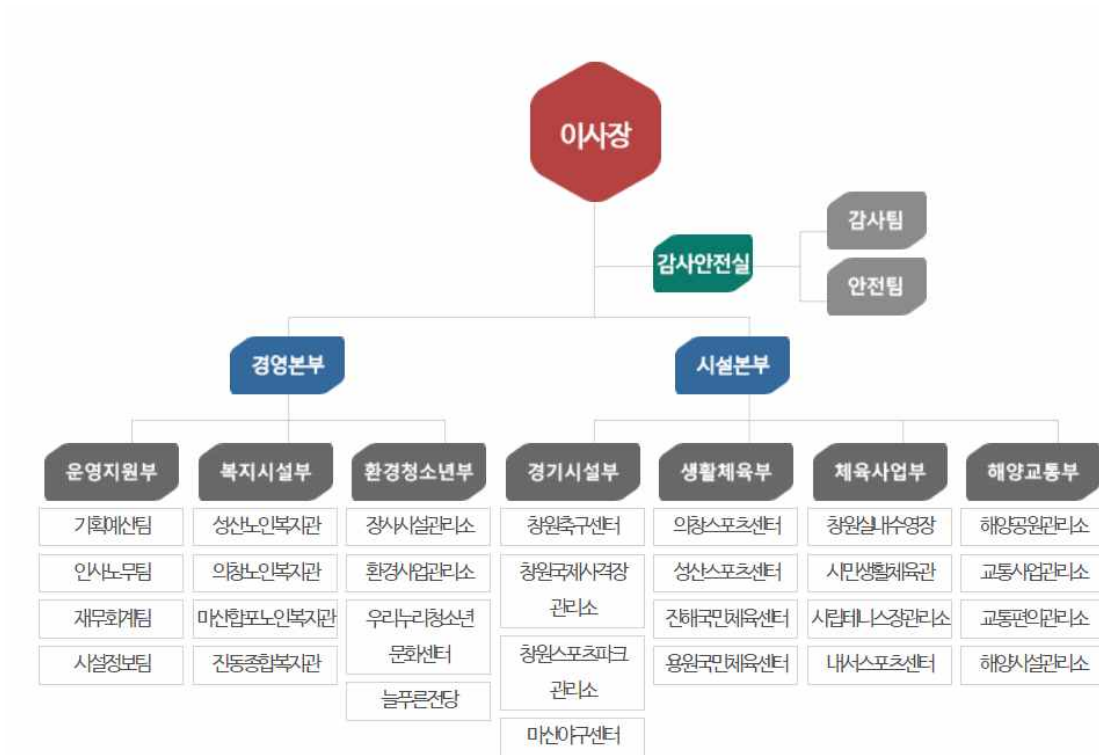 이사장
감사팀
감사안전실
안전팀
경영본부
시설본부
운영지원부
복지시설부
환경청소년부
경기시설부
생활체육부
체육사업부
해양교통부
기획예산팀
인사노무팀
재무회계팀
시설정보팀
성산노인복지관
의창노인복지관
마산합포노인복지관
진동종합복지관
장사시설관리소
환경사업관리소
우리누리청소년
문화센터
늘푸른전당
창원축구센터
창원국제사격장
관리소
창원스포츠파크
관리소
마산야구센터
의창스포츠센터
성산스포츠센터
진해국민체육센터
용원국민체육센터
창원실내수영장
시민생활체육관
시립테니스장관리소
내서스포츠센터
해양공원관리소
교통사업관리소
교통편의관리소
해양시설관리소